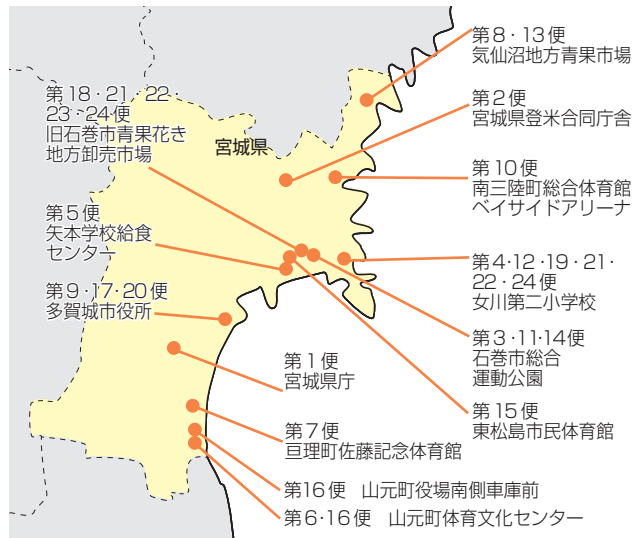 第8・13便
気仙沼地方青果市場
第2便
宮城県登米合同庁舎
第10便
南三陸町総合体育館
ベイサイドアリーナ
第4・12・19・21・
22・24便
女川第二小学校
第3・11・14便
石巻市総合
運動公園
第15便
東松島市民体育館
第18・21・22・
23・24便
旧石巻市青果花き
地方卸売市場
宮城県
第5便
矢本学校給食
センター
第9・17・20便
多賀城市役所
第1便
宮城県庁
第7便
亘理町佐藤記念体育館
第16便 山元町役場南側車庫前
第6・16便 山元町体育文化センター